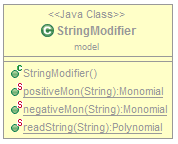 <<Java Class>>
StringModifier
model
StringModifier()
positiveMon(String):Monomial
negativeMon(String):Monomial
readString(String):Polynomial